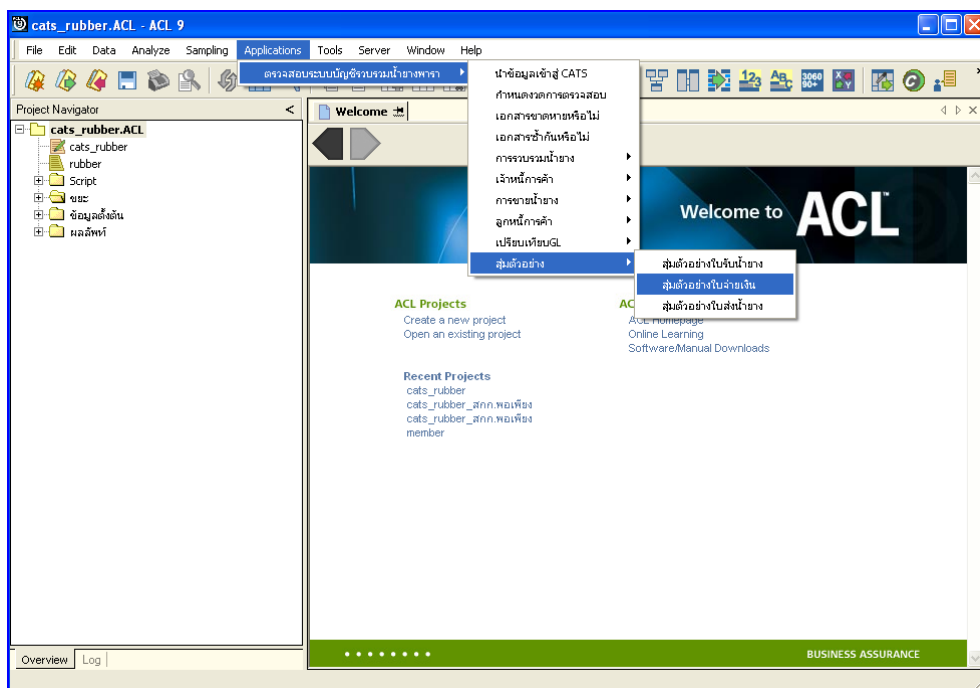 cats_rubber.ACL - ACL 9
File Edit Data Analyze Sampling Applications Tools Server Window Help
ตรวจสอบระบบบัญชีรวบรวมน้ำยางพารา
นำข้อมูลเข้าสู่ CATS
กำหนดงวดการตรวจสอบ
เอกสารขาดหายหรือไม่
เอกสารซ้ำกันหรือไม่
การรวบรวมน้ำยาง
เจ้าหนี้การค้า
การขายน้ำยาง
ลูกหนี้การค้า
เปรียบเทียบGL
สุ่มตัวอย่าง
สุ่มตัวอย่างใบรับน้ำยาง
สุ่มตัวอย่างใบจ่ายเงิน
สุ่มตัวอย่างใบส่งน้ำยาง
Project Navigator
cats_rubber.ACL
cats_rubber
rubber
Script
ขยะ
ข้อมูลตั้งต้น
ผลลัพท์
Welcome
Welcome to ACL™
ACL Projects
Create a new project
Open an existing project
Recent Projects
cats_rubber
cats_rubber_สกก.พอเพียง
cats_rubber_สกก.พอเพียง
member
ACL Homepage
Online Learning
Software/Manual Downloads
BUSINESS ASSURANCE
Overview Log